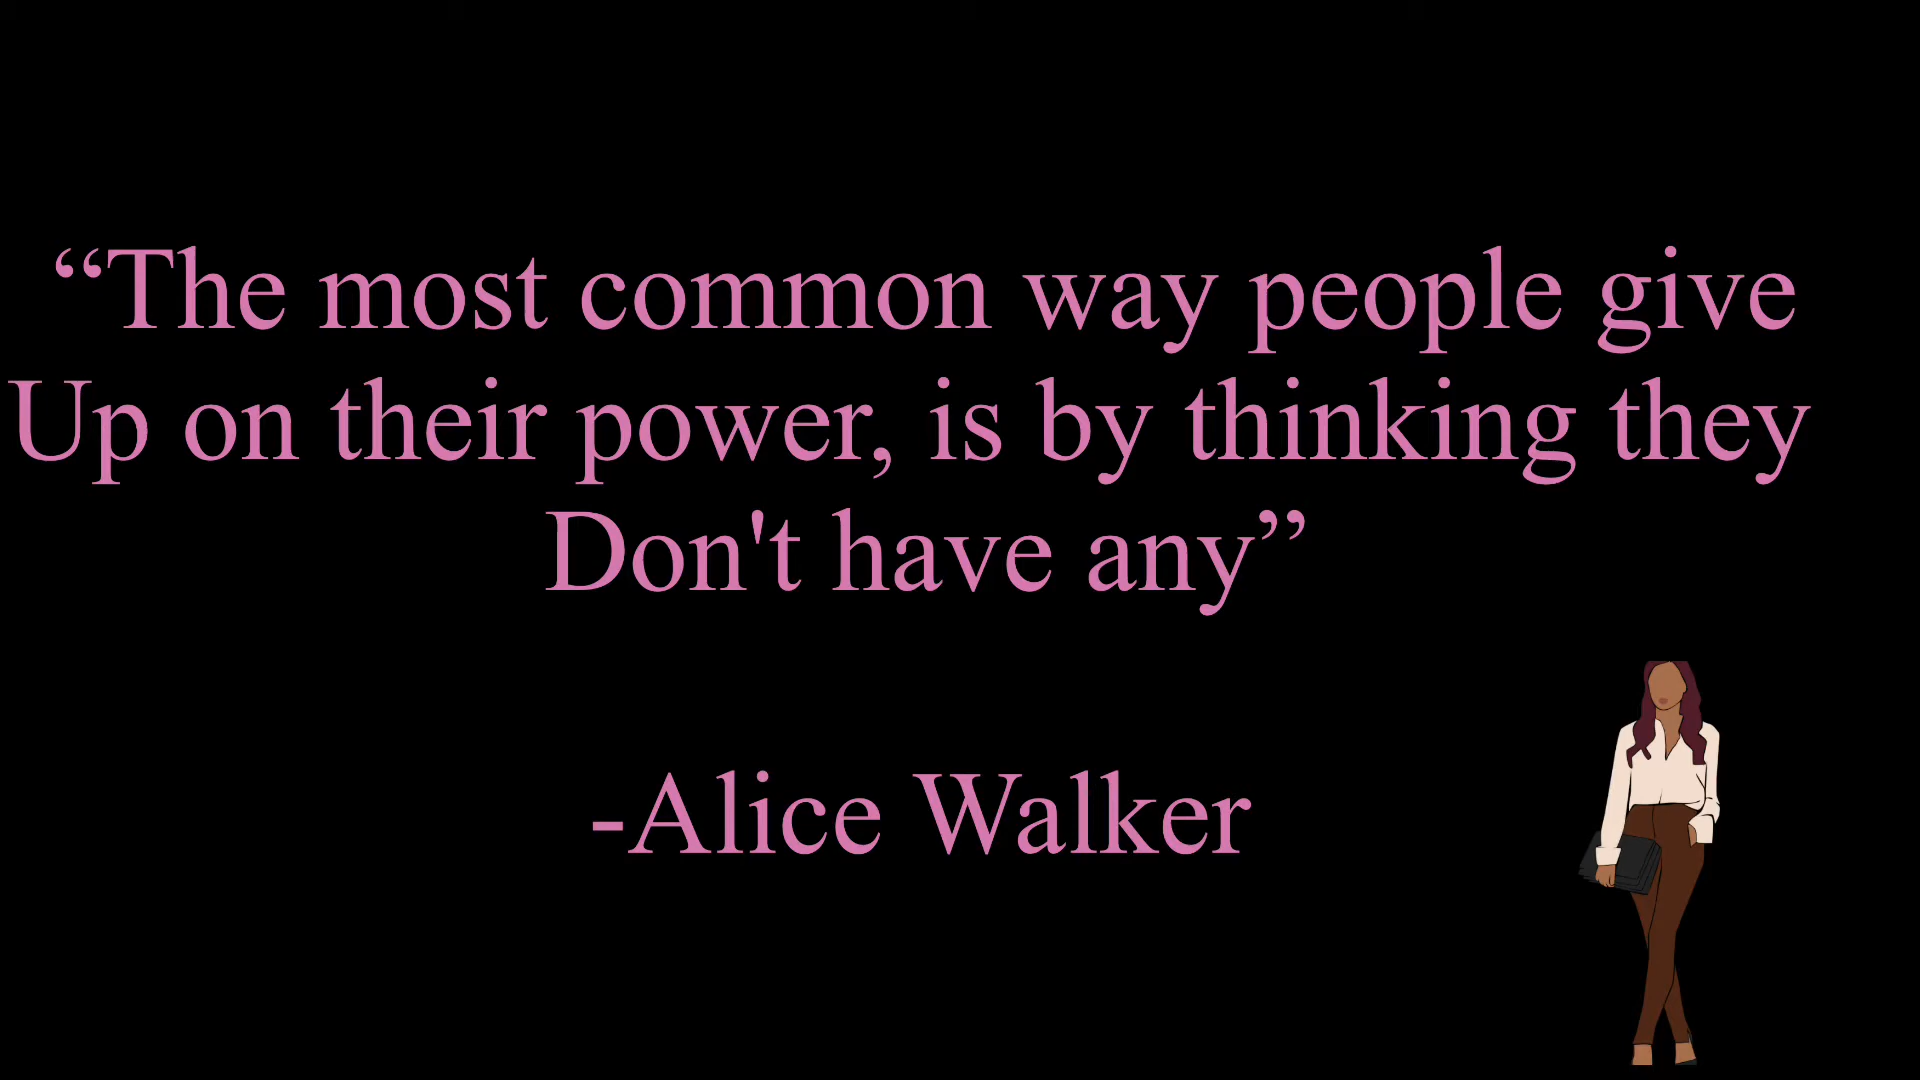 “The most common way people give
Up on their power, is by thinking they
Don't have any”
-Alice Walker